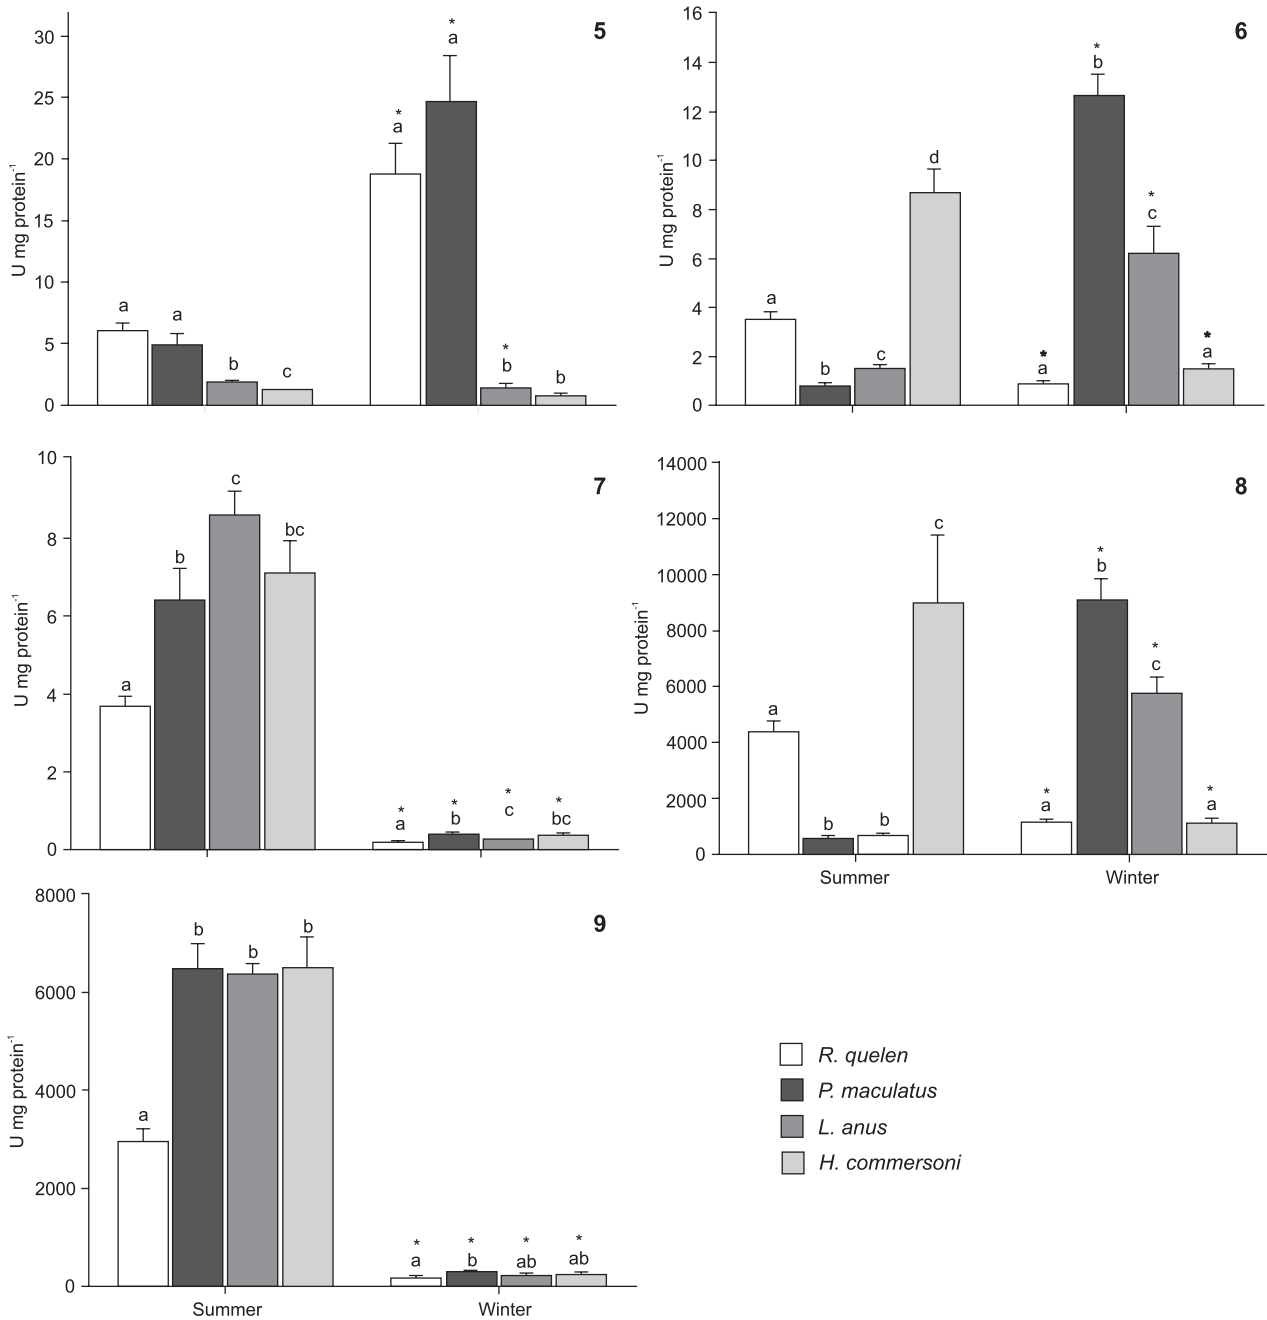 5
U mg protein-1
30
25
20
15
10
5
0
a
a
b
c
*
a
*
a
*
b
b
6
U mg protein-1
16
14
12
10
8
6
4
2
0
a
b
c
d
*
a
*
b
*
c
*
a
7
U mg protein-1
10
8
6
4
2
0
a
b
c
bc
*
a
*
b
*
c
*
bc
8
U mg protein-1
14000
12000
10000
8000
6000
4000
2000
0
a
b
b
c
*
a
*
b
*
c
*
a
Summer
Winter
9
U mg protein-1
8000
6000
4000
2000
0
a
b
b
b
*
a
*
b
*
ab
*
ab
Summer
Winter
R. quelen
P. maculatus
L. anus
H. commersoni